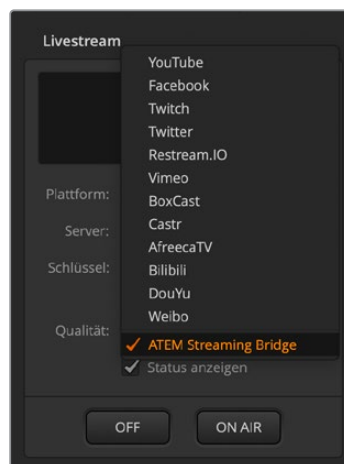 Livestream
YouTube
Facebook
Twitch
Twitter
Restream.IO
Vimeo
BoxCast
Castr
AfreecaTV
Bilibili
DouYu
Weibo
ATEM Streaming Bridge
Plattform:
Server:
Schlüssel:
Qualität:
Status anzeigen
OFF
ON AIR